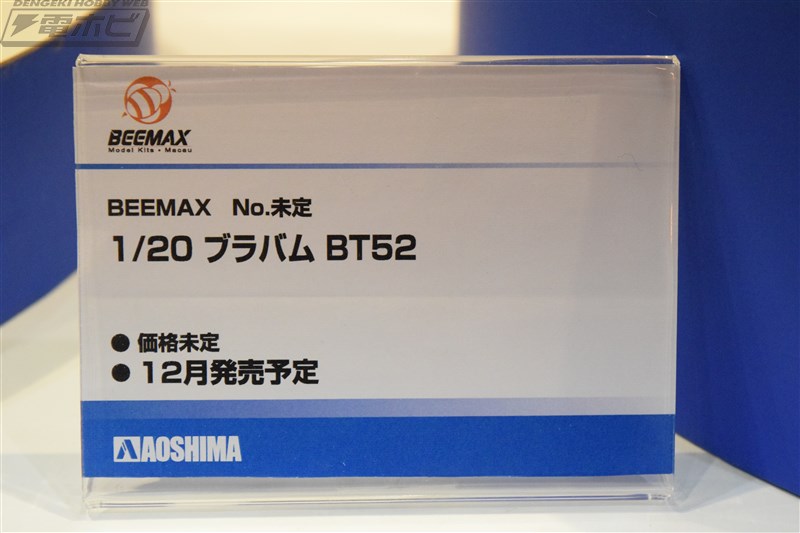 DENGEKI HOBBY WEB
電ホビ
BEEMAX
Model Kits・Macau
BEEMAX No.未定
1/20 ブラバム BT52
● 価格未定
● 12月発売予定
AOSHIMA